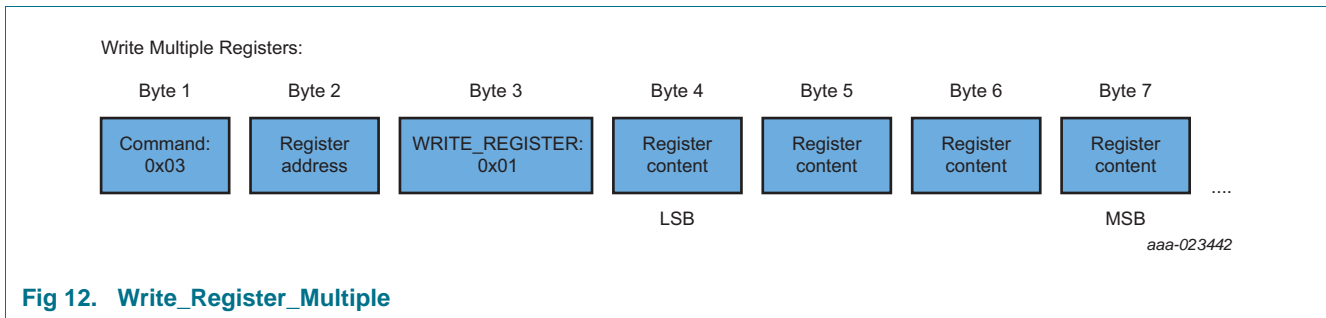 Write Multiple Registers:
Byte 1 Byte 2 Byte 3 Byte 4 Byte 5 Byte 6 Byte 7
Command: Register WRITE_REGISTER: Register Register Register Register
0x03 address 0x01 content content content content
....
LSB MSB
aaa-023442
Fig 12. Write_Register_Multiple